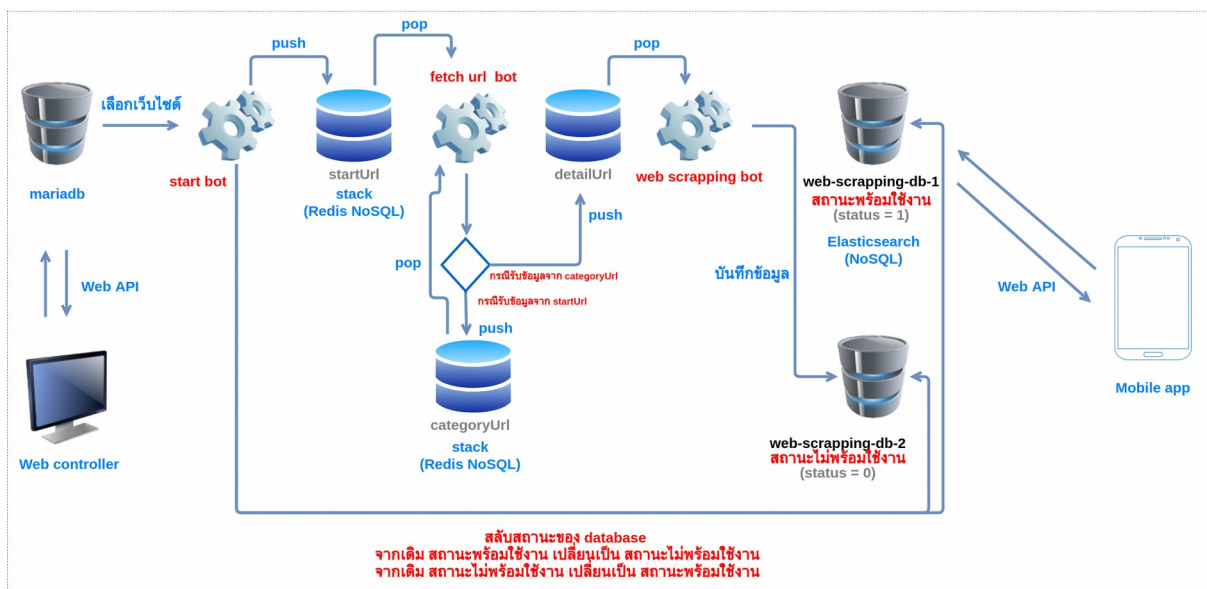 pop
push
pop
fetch url  bot
เลือกเว็บไซต์
mariadb
start bot
startUrl
stack
(Redis NoSQL)
detailUrl
web scrapping bot
push
web-scrapping-db-1
สถานะพร้อมใช้งาน
(status = 1)
Elasticsearch
(NoSQL)
Web API
pop
กรณีรับข้อมูลจาก categoryUrl
กรณีรับข้อมูลจาก startUrl
บันทึกข้อมูล
Web API
push
Mobile app
Web controller
categoryUrl
stack
(Redis NoSQL)
web-scrapping-db-2
สถานะไม่พร้อมใช้งาน
(status = 0)
สลับสถานะของ database
จากเดิม สถานะพร้อมใช้งาน เปลี่ยนเป็น สถานะไม่พร้อมใช้งาน
จากเดิม สถานะไม่พร้อมใช้งาน เปลี่ยนเป็น สถานะพร้อมใช้งาน